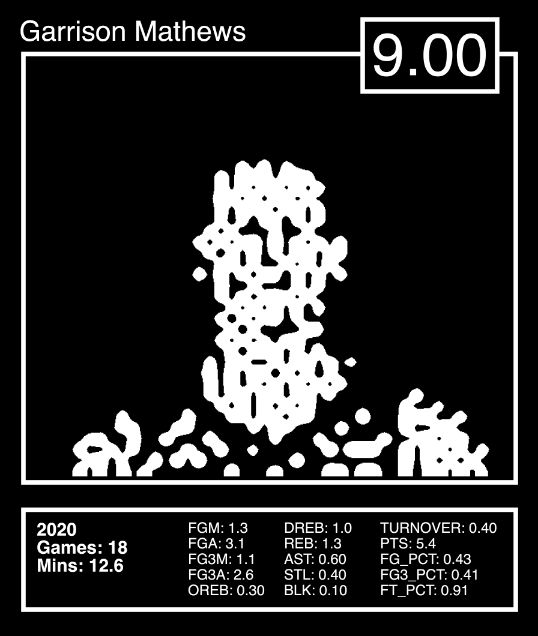 Garrison Mathews
9.00
2020
Games: 18
Mins: 12.6
FGM: 1.3
FGA: 3.1
FG3M: 1.1
FG3A: 2.6
OREB: 0.30
DREB: 1.0
REB: 1.3
AST: 0.60
STL: 0.40
BLK: 0.10
TURNOVER: 0.40
PTS: 5.4
FG_PCT: 0.43
FG3_PCT: 0.41
FT_PCT: 0.91